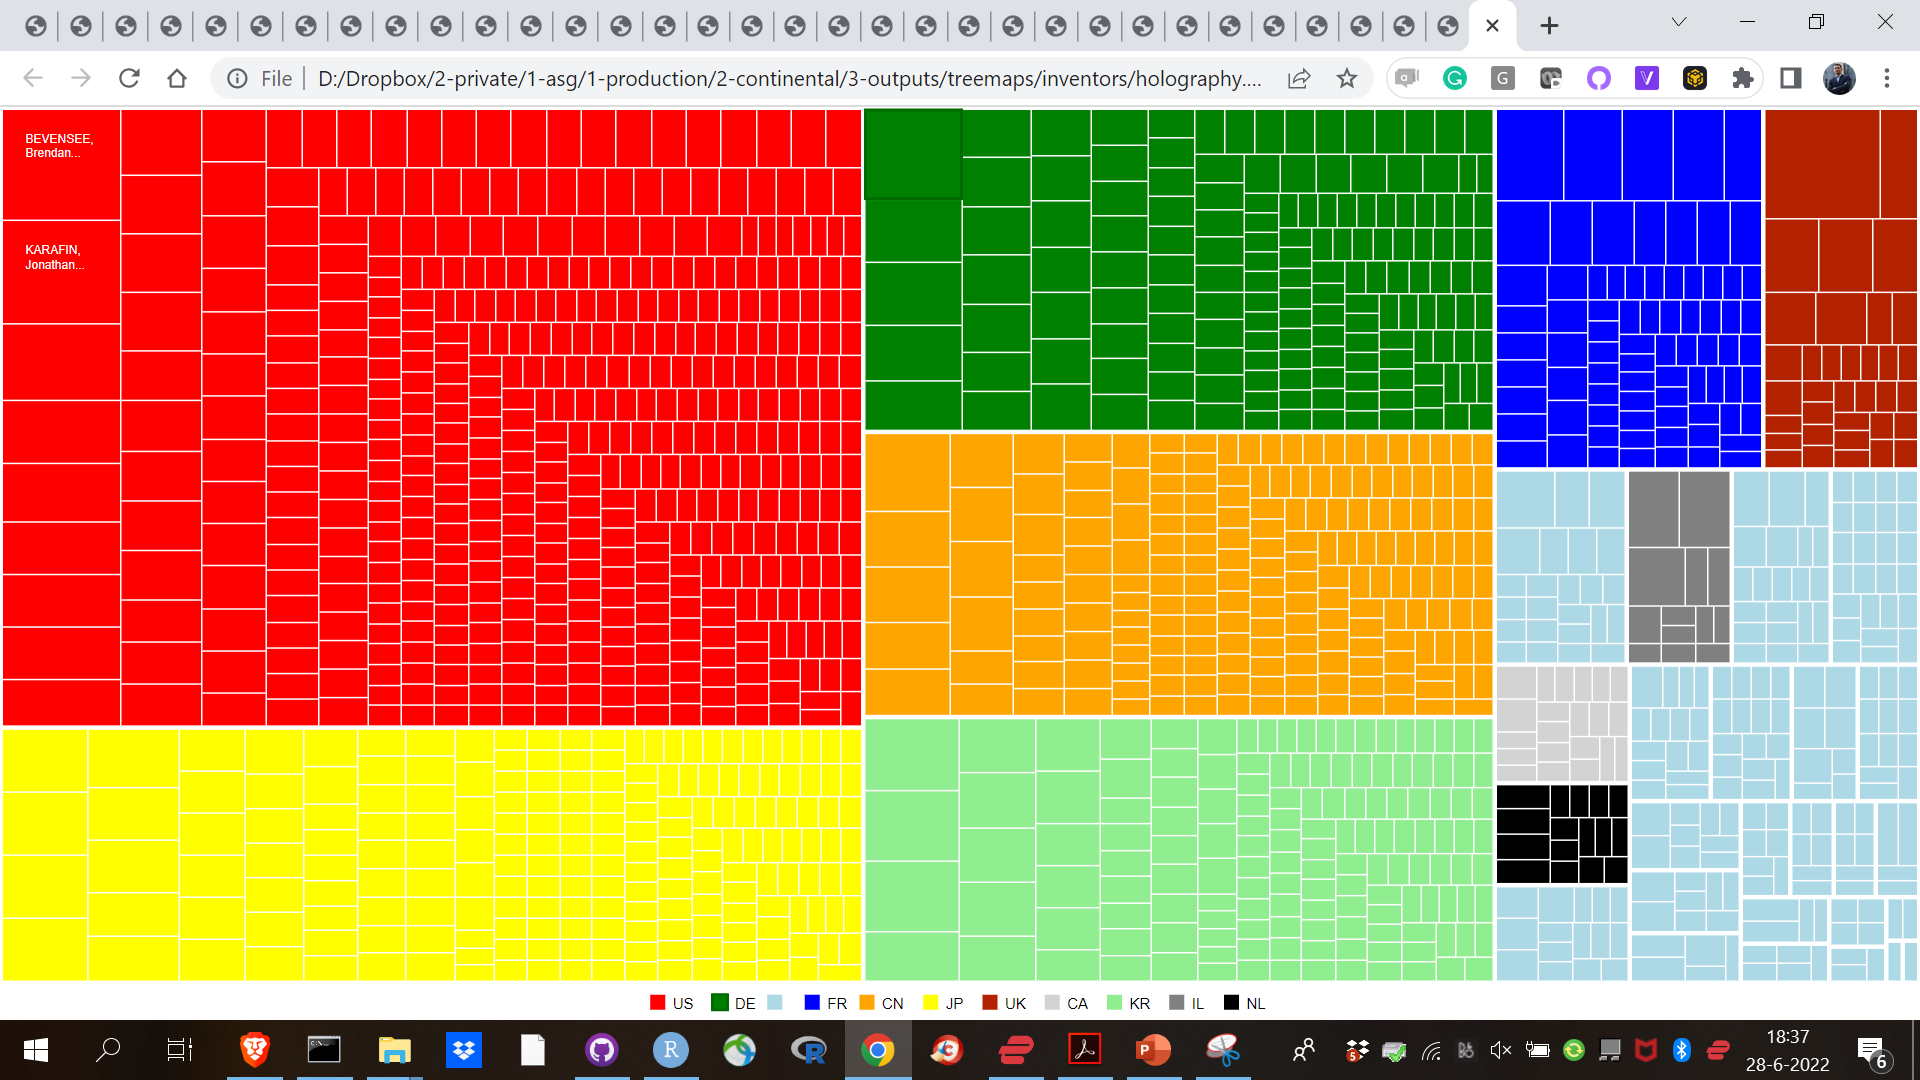 File
D:/Dropbox/2-private/1-asg/1-production/2-continental/3-outputs/treemaps/inventors/holography....
BEVENSEE,
Brendan...
KARAFIN,
Jonathan...
US DE FR CN JP UK CA KR IL NL
18:37
28-6-2022
6